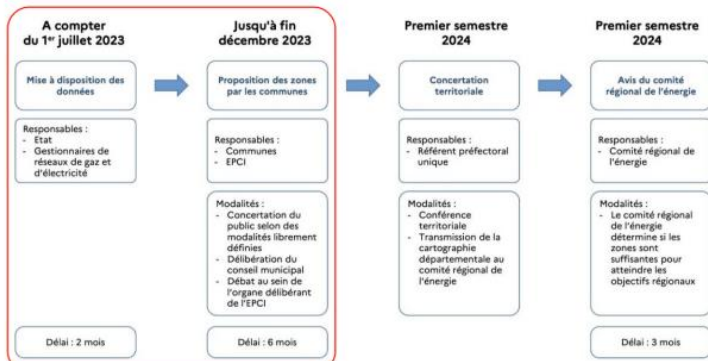 A compter
du 1er juillet 2023
Mise à disposition des
données
Responsables :
- Etat
- Gestionnaires de
réseaux de gaz et
d'électricité
Délai : 2 mois
Jusqu'à fin
décembre 2023
Proposition des zones
par les communes
Responsables :
- Communes
- EPCI
Modalités :
- Concertation du
public selon des
modalités librement
définies
- Délibération du
conseil municipal
- Débat au sein de
l'organe délibérant
de l'EPCI
Délai : 6 mois
Premier semestre
2024
Concertation
territoriale
Responsables :
- Référent préfectoral
unique
Modalités :
- Conférence
territoriale
- Transmission de la
cartographie
départementale au
comité régional de
l'énergie
Premier semestre
2024
Avis du comité
régional de l'énergie
Responsables :
- Comité régional de
l'énergie
Modalités :
- Le comité régional
de l'énergie
détermine si les
zones sont
suffisantes pour
atteindre les
objectifs régionaux
Délai : 3 mois